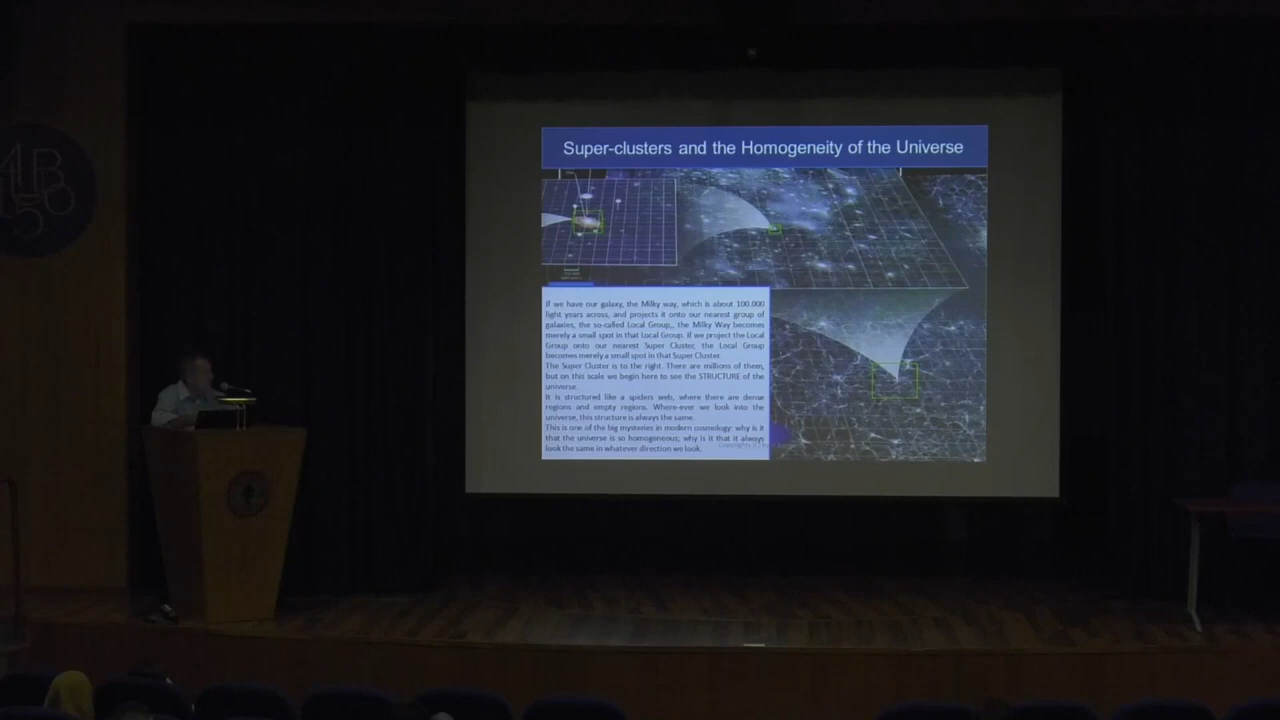 AUB
150
Super-clusters and the Homogeneity of the Universe
If we have our galaxy, the Milky way, which is about 100.000
light years across, and projects it onto our nearest group of
galaxies, the so-called Local Group,, the Milky Way becomes
merely a small spot in that Local Group. If we project the Local
Group onto our nearest Super Cluster, the Local Group
becomes merely a small spot in that Super Cluster.
The Super Cluster is to the right. There are millions of them,
but on this scale we begin here to see the STRUCTURE of the
universe.
It is structured like a spiders web, where there are dense
regions and empty regions. Where-ever we look into the
universe, this structure is always the same.
This is one of the big mysteries in modern cosmology: why is it
that the universe is so homogeneous; why is it that it always
look the same in whatever direction we look.
Copyrights (C) by